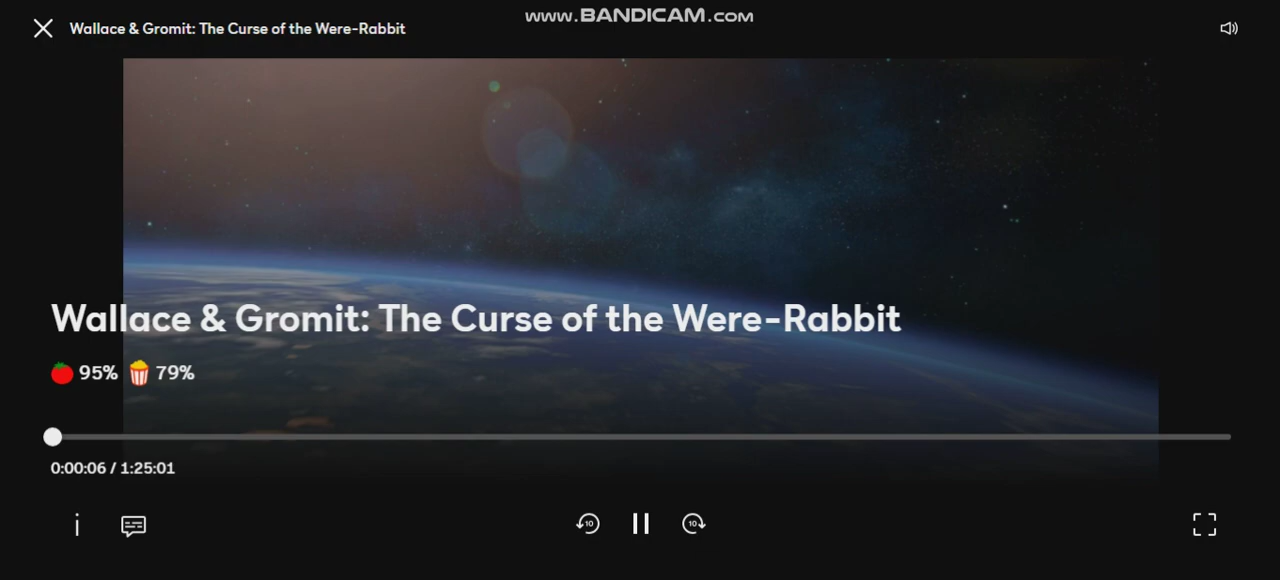 www.BANDICAM.com
Wallace & Gromit: The Curse of the Were-Rabbit
Wallace & Gromit: The Curse of the Were-Rabbit
95% 79%
0:00:06 / 1:25:01
i
10 10